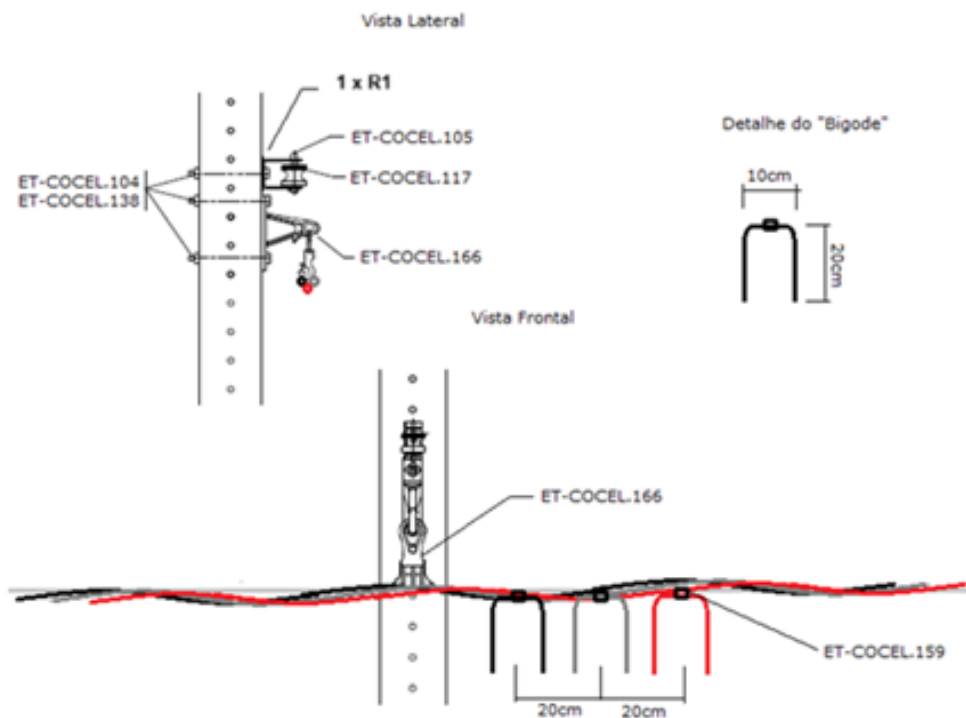 Vista Lateral
1 x R1
ET-COCEL.105
ET-COCEL.117
ET-COCEL.104
ET-COCEL.138
ET-COCEL.166
Detalhe do "Bigode"
10cm
20cm
Vista Frontal
ET-COCEL.166
ET-COCEL.159
20cm
20cm